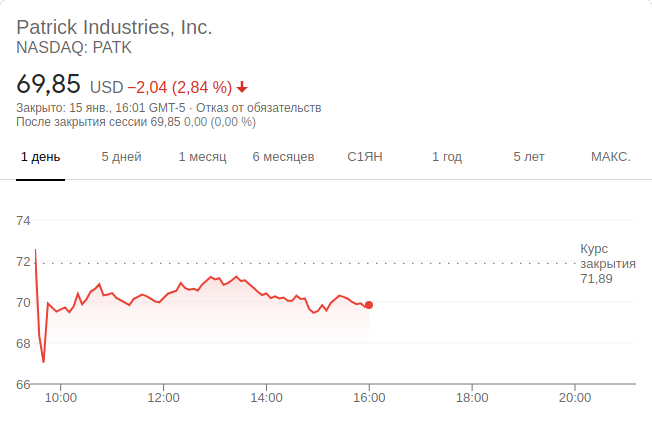 Patrick Industries, Inc.
NASDAQ: PATK
69,85 USD −2,04 (2,84 %)
Закрыто: 15 янв., 16:01 GMT-5 · Отказ от обязательств
После закрытия сессии 69,85 0,00 (0,00 %)
1 день 5 дней 1 месяц 6 месяцев С1ЯН 1 год 5 лет МАКС.
74
Курс
72
закрытия
71,89
70
68
66
10:00 12:00 14:00 16:00 18:00 20:00